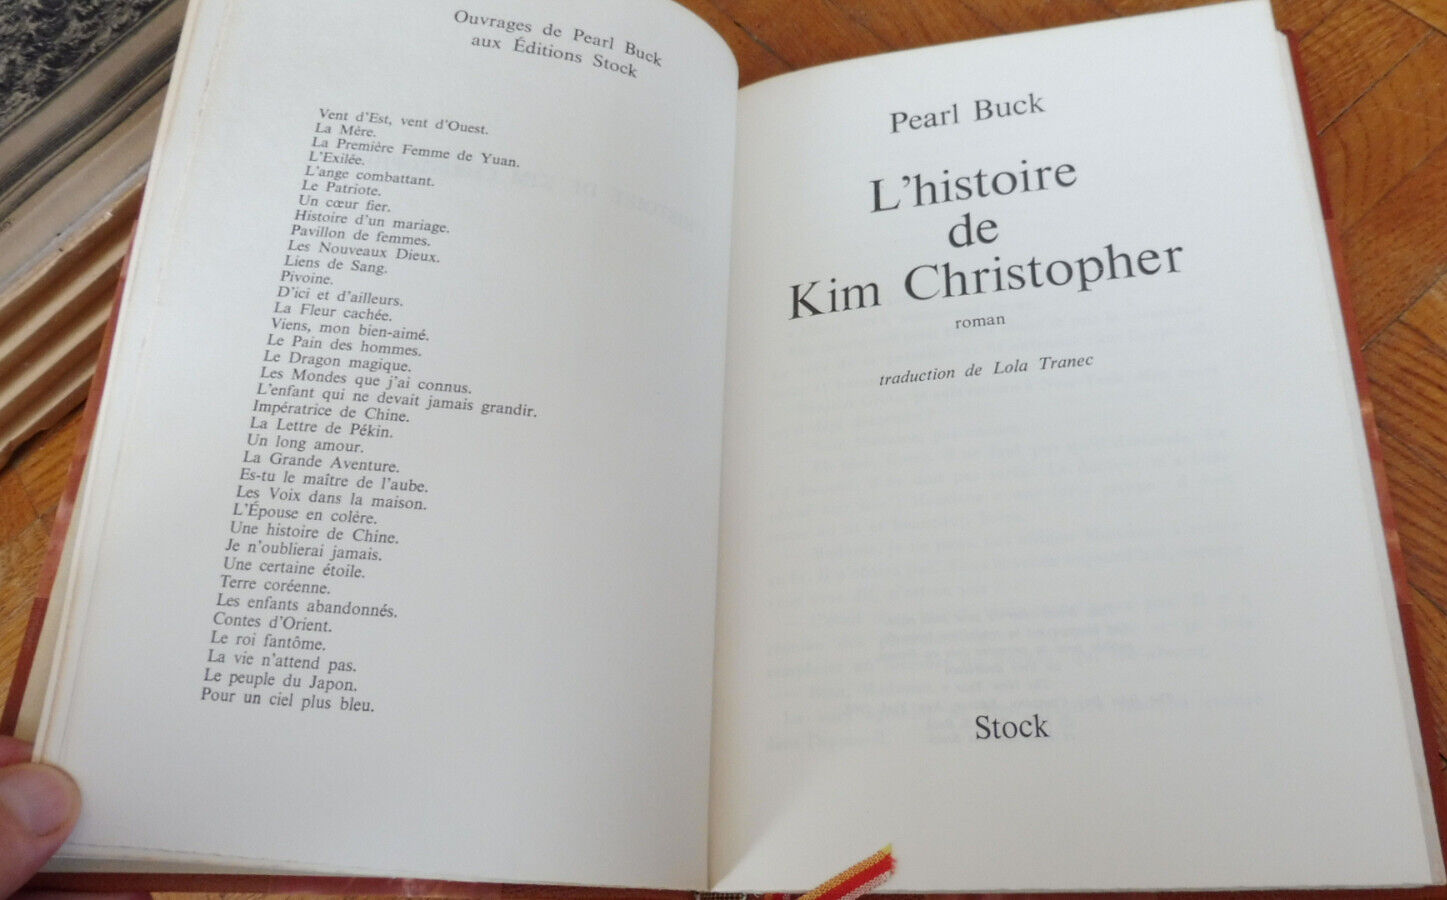 Ouvrages de Pearl Buck
aux Éditions Stock
Vent d'Est, vent d'Ouest.
La Mère.
La Première Femme de Yuan.
L'Exilée.
L'ange combattant.
Le Patriote.
Un cœur fier.
Histoire d'un mariage.
Pavillon de femmes.
Les Nouveaux Dieux.
Liens de Sang.
Pivoine.
D'ici et d'ailleurs.
La Fleur cachée.
Viens, mon bien-aimé.
Le Pain des hommes.
Le Dragon magique.
Les Mondes que j'ai connus.
L'enfant qui ne devait jamais grandir.
Impératrice de Chine.
La Lettre de Pékin.
Un long amour.
La Grande Aventure.
Es-tu le maître de l'aube.
Les Voix dans la maison.
L'Épouse en colère.
Une histoire de Chine.
Je n'oublierai jamais.
Une certaine étoile.
Terre coréenne.
Les enfants abandonnés.
Contes d'Orient.
Le roi fantôme.
La vie n'attend pas.
Le peuple du Japon.
Pour un ciel plus bleu.
Pearl Buck
L'histoire
de
Kim Christopher
roman
traduction de Lola Tranec
Stock